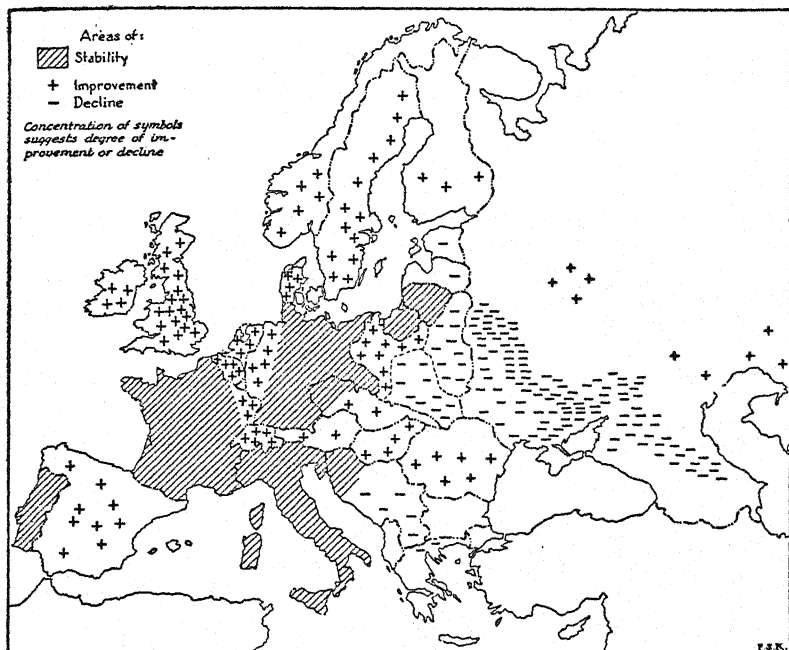 Areas of:
Stability
+ Improvement
- Decline
Concentration of symbols
suggests degree of im-
provement or decline
F.S.K.